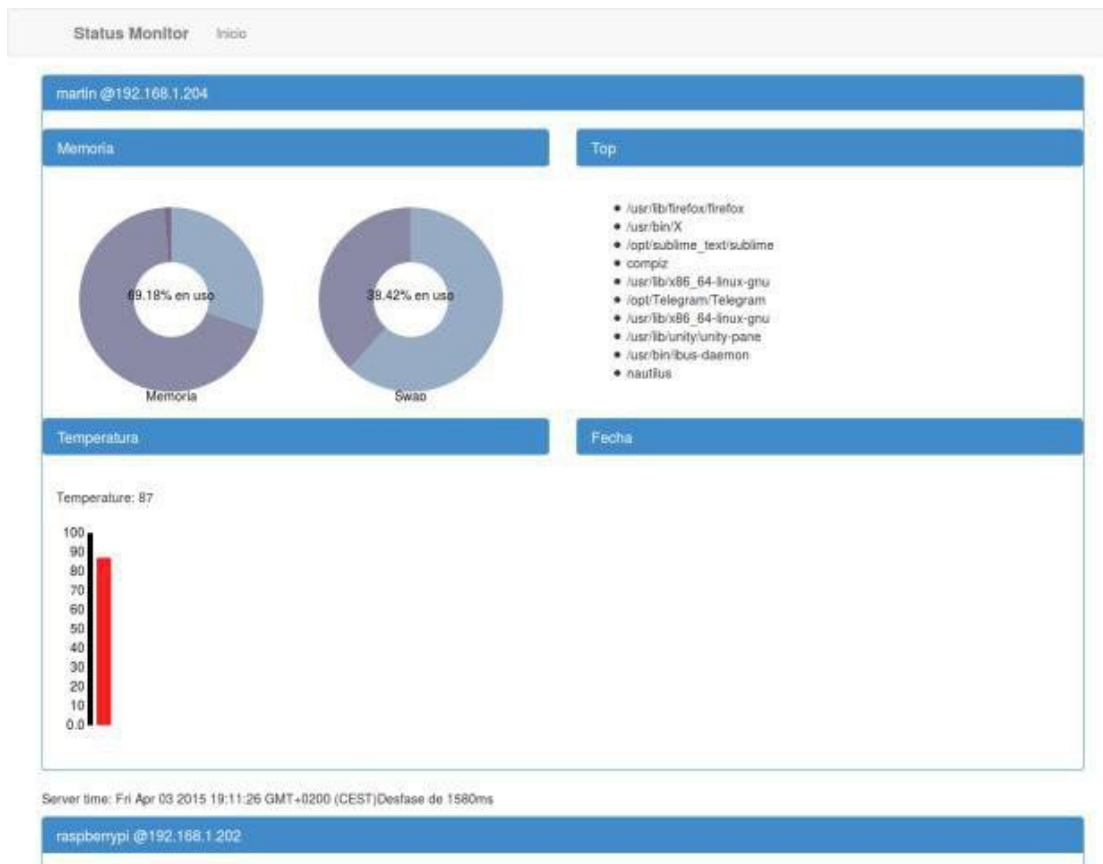 Status Monitor Inicio
martin @192.168.1.204
Memoria
Top
69.18% en uso
38.42% en uso
Memoria
Swap
/usr/lib/firefox/firefox
/usr/bin/X
/opt/sublime_text/sublime
compiz
/usr/lib/x86_64-linux-gnu
/opt/Telegram/Telegram
/usr/lib/x86_64-linux-gnu
/usr/lib/unity/unity-pane
/usr/bin/ibus-daemon
nautilus
Temperatura
Fecha
Temperature: 87
100
90
80
70
60
50
40
30
20
10
0.0
Server time: Fri Apr 03 2015 19:11:26 GMT+0200 (CEST)Desfase de 1580ms
raspberrypi @192.168.1.202